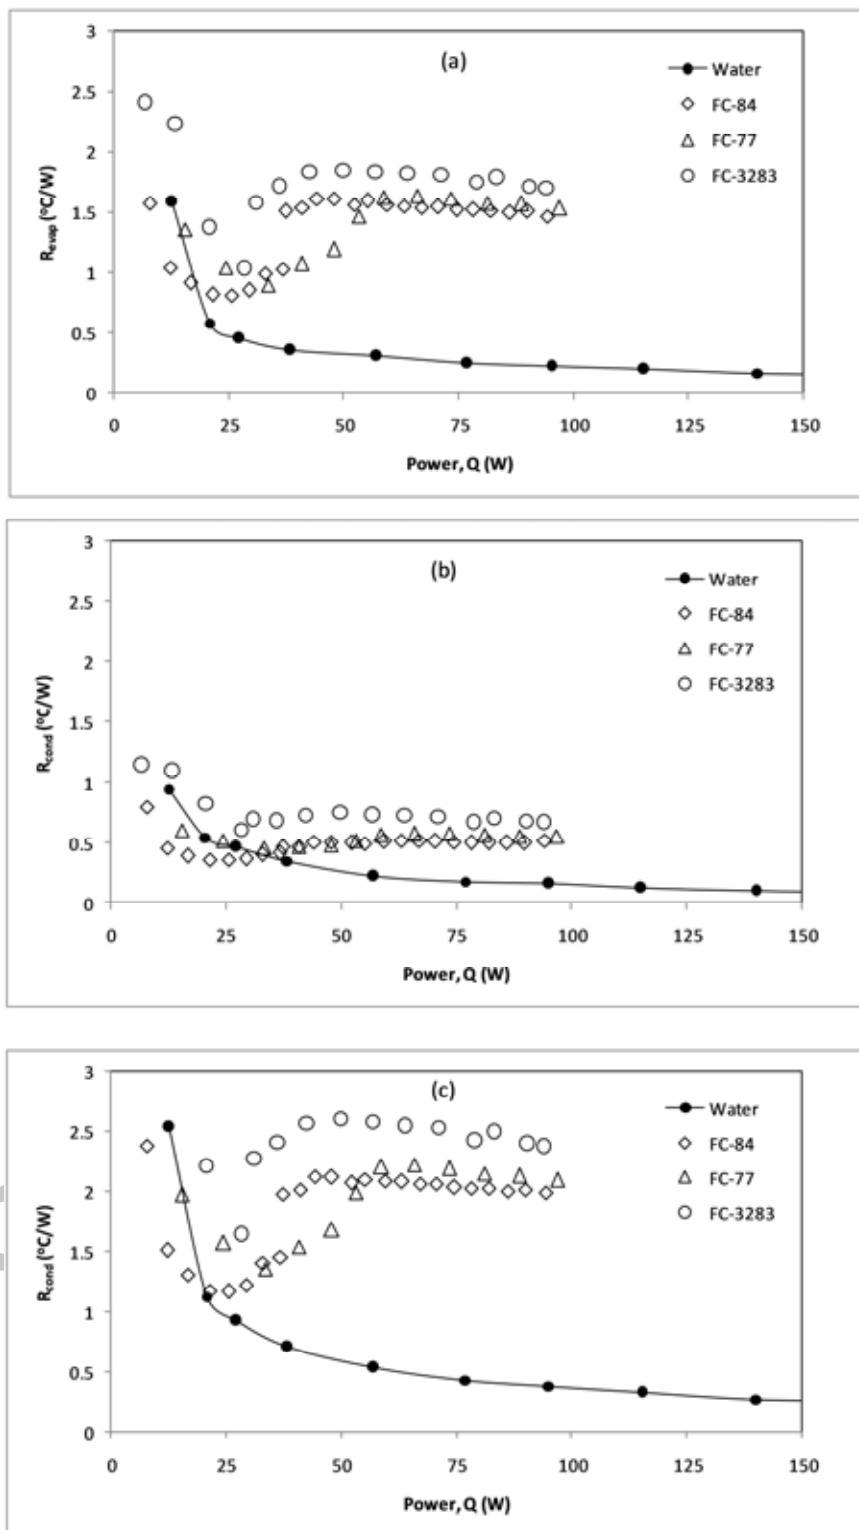 (a)
Water
FC-84
FC-77
FC-3283
3
2.5
2
1.5
1
0.5
0
R_evap (°C/W)
0 25 50 75 100 125 150
Power, Q (W)
(b)
Water
FC-84
FC-77
FC-3283
3
2.5
2
1.5
1
0.5
0
R_cond (°C/W)
0 25 50 75 100 125 150
Power, Q (W)
(c)
Water
FC-84
FC-77
FC-3283
3
2.5
2
1.5
1
0.5
0
R_cond (°C/W)
0 25 50 75 100 125 150
Power, Q (W)